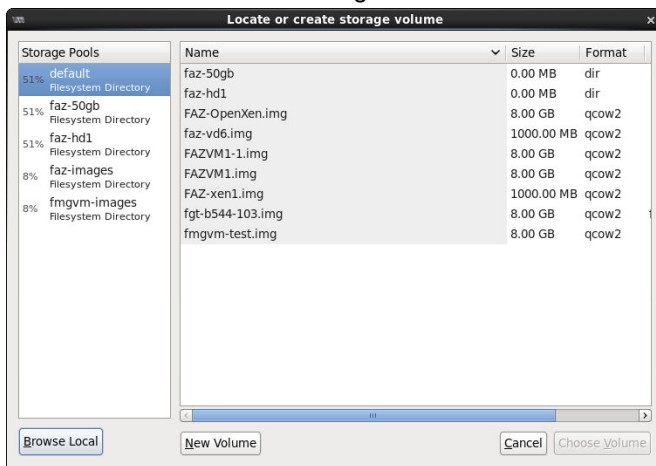 Locate or create storage volume
Storage Pools
51% default
Filesystem Directory
51% faz-50gb
Filesystem Directory
51% faz-hd1
Filesystem Directory
8% faz-images
Filesystem Directory
8% fmgvm-images
Filesystem Directory
Name Size Format
faz-50gb 0.00 MB dir
faz-hd1 0.00 MB dir
FAZ-OpenXen.img 8.00 GB qcow2
faz-vd6.img 1000.00 MB qcow2
FAZVM1-1.img 8.00 GB qcow2
FAZVM1.img 8.00 GB qcow2
FAZ-xen1.img 1000.00 MB qcow2
fgt-b544-103.img 8.00 GB qcow2
fmgvm-test.img 8.00 GB qcow2
Browse Local New Volume Cancel Choose Volume